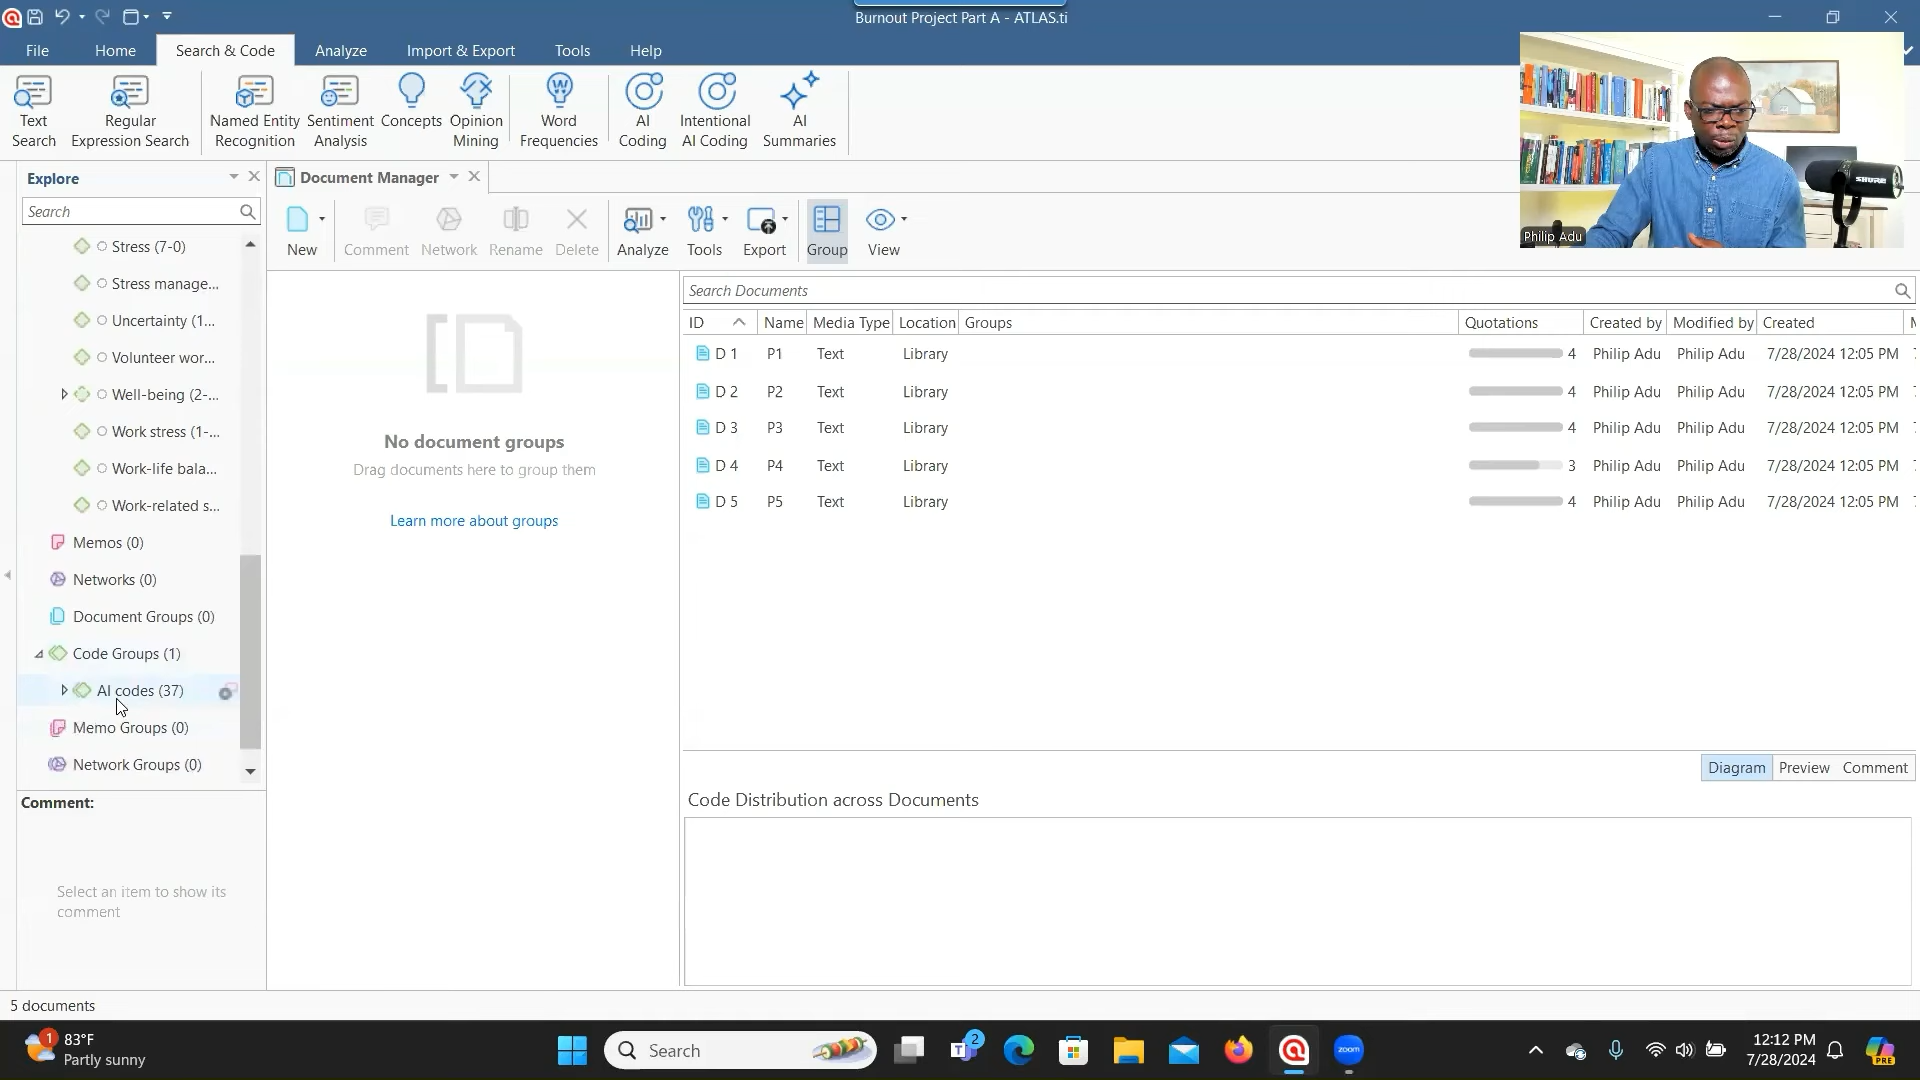 Burnout Project Part A - ATLAS.ti
File Home Search & Code Analyze Import & Export Tools Help
Text Search
Regular Expression Search
Named Entity Recognition
Sentiment Analysis
Concepts
Opinion Mining
Word Frequencies
AI Coding
Intentional AI Coding
AI Summaries
SHURE
Philip Adu
Explore
Search
Stress (7-0)
Stress manage...
Uncertainty (1...
Volunteer wor...
Well-being (2-...
Work stress (1-...
Work-life bala...
Work-related s...
Memos (0)
Networks (0)
Document Groups (0)
Code Groups (1)
AI codes (37)
Memo Groups (0)
Network Groups (0)
Comment:
Select an item to show its
comment
Document Manager
New Comment Network Rename Delete Analyze Tools Export Group View
No document groups
Drag documents here to group them
Learn more about groups
Search Documents
ID Name Media Type Location Groups Quotations Created by Modified by Created
D 1 P1 Text Library 4 Philip Adu Philip Adu 7/28/2024 12:05 PM
D 2 P2 Text Library 4 Philip Adu Philip Adu 7/28/2024 12:05 PM
D 3 P3 Text Library 4 Philip Adu Philip Adu 7/28/2024 12:05 PM
D 4 P4 Text Library 3 Philip Adu Philip Adu 7/28/2024 12:05 PM
D 5 P5 Text Library 4 Philip Adu Philip Adu 7/28/2024 12:05 PM
Diagram Preview Comment
Code Distribution across Documents
5 documents
1
83°F
Partly sunny
Search
2
zoom
12:12 PM
7/28/2024
PRE